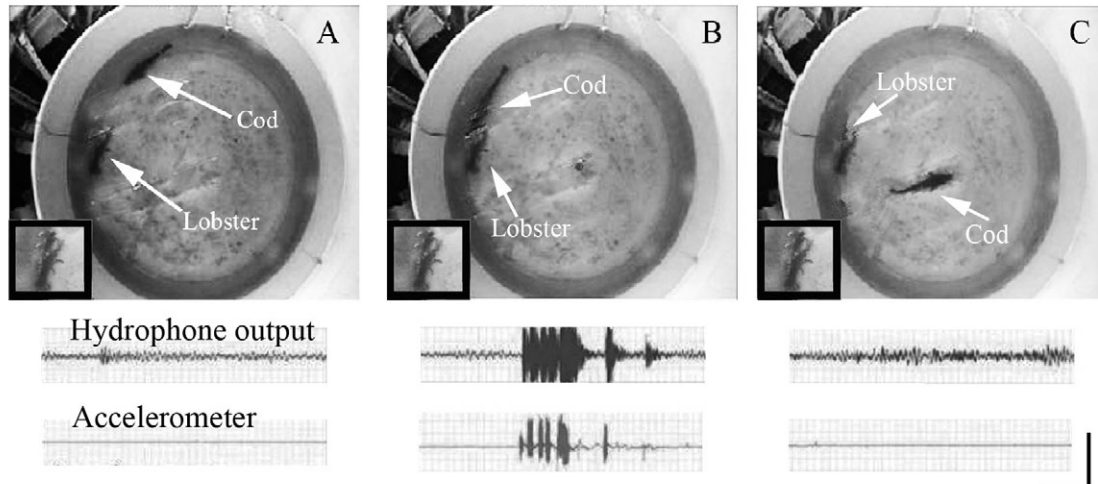 A
Cod
Lobster
B
Cod
Lobster
C
Lobster
Cod
Hydrophone output
Accelerometer